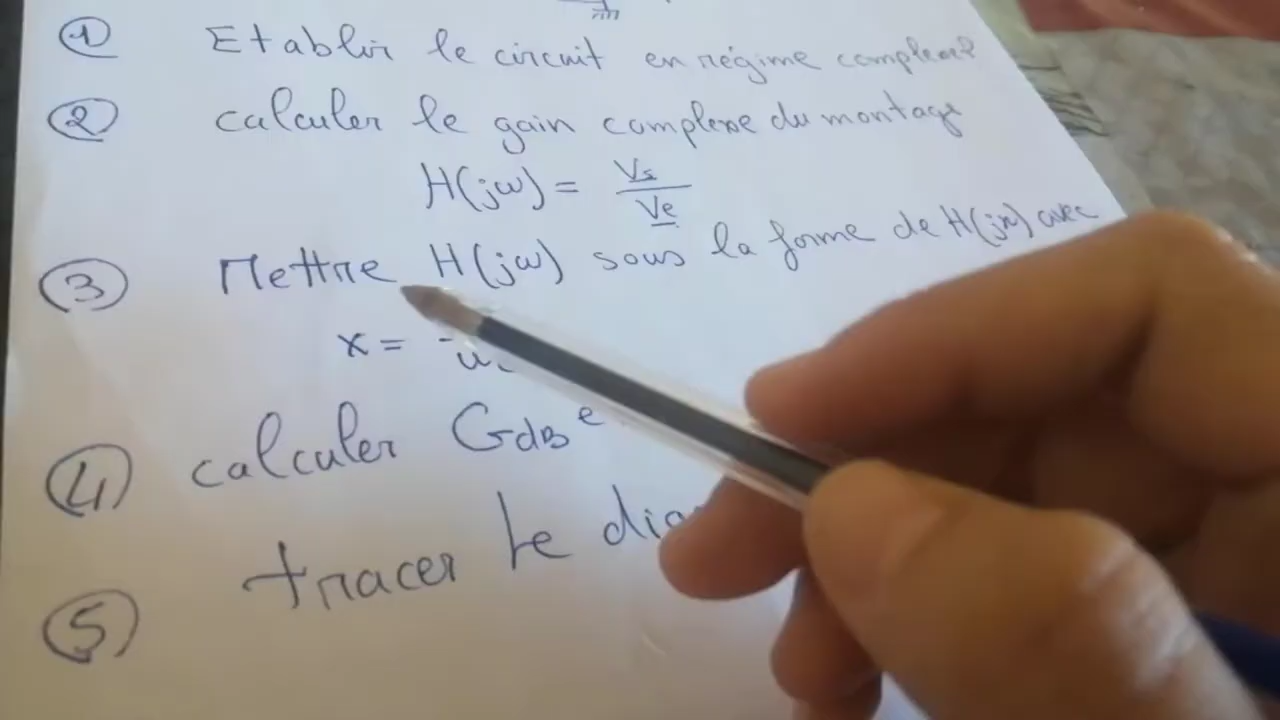 ① Etablir le circuit en régime complexe?
② calculer le gain complexe du montage
H(jω) = Vs / Ve
③ Mettre H(jω) sous la forme de H(jx) avec
x =
④ calculer GdB
⑤ tracer le